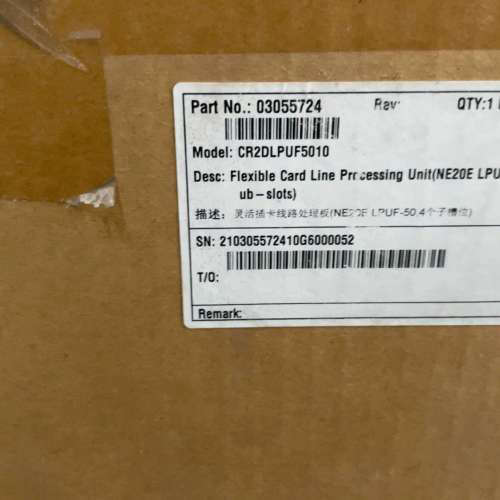 Part No.: 03055724 Rev: QTY:1
Model: CR2DLPUF5010
Desc: Flexible Card Line Processing Unit(NE20E LPU
ub-slots)
描述: 灵活插卡线路处理板(NE20E LPUF-50,4个子槽位)
SN: 210305572410G6000052
T/O:
Remark: